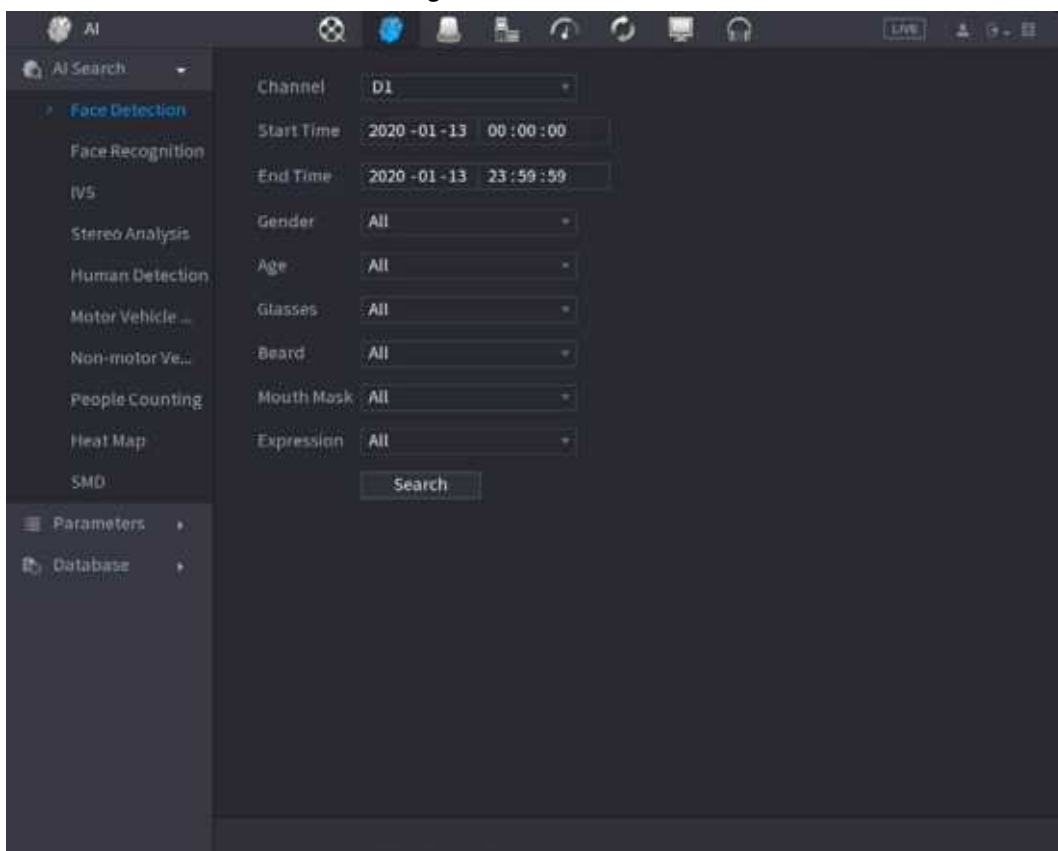 AI
LIVE
AI Search
Face Detection
Face Recognition
IVS
Stereo Analysis
Human Detection
Motor Vehicle ...
Non-motor Ve...
People Counting
Heat Map
SMD
Parameters
Database
Channel D1
Start Time 2020 -01 -13 00 :00 :00
End Time 2020 -01 -13 23 :59 :59
Gender All
Age All
Glasses All
Beard All
Mouth Mask All
Expression All
Search